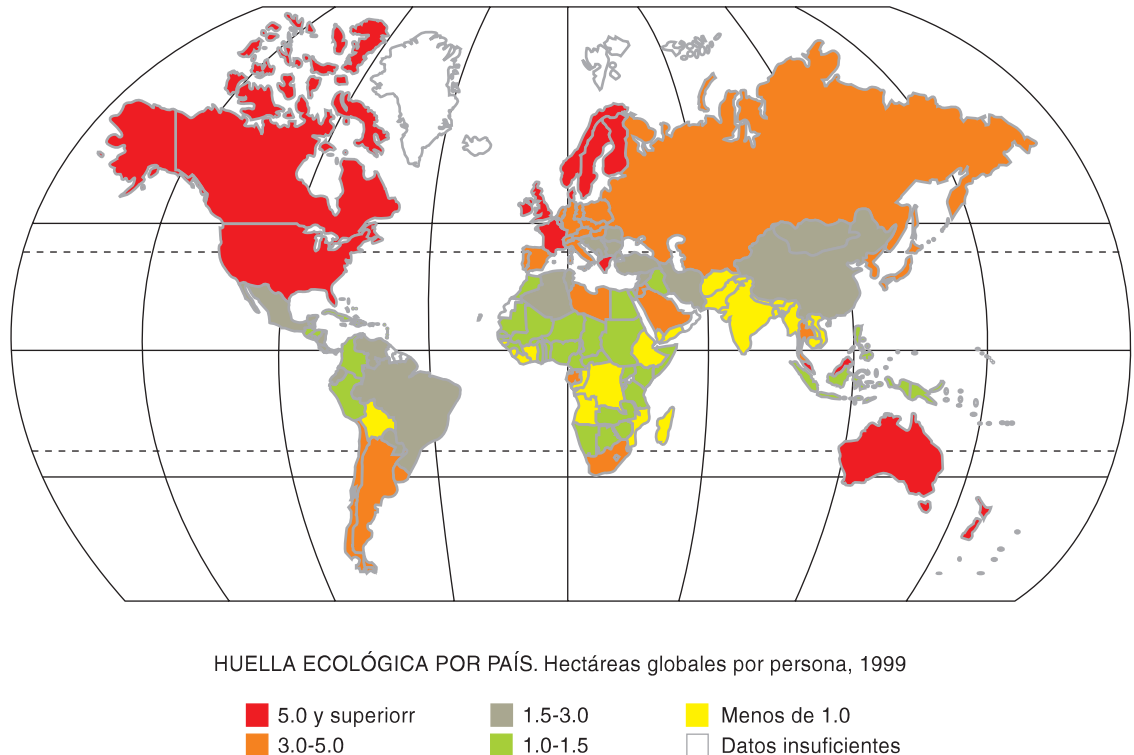 HUELLA ECOLÓGICA POR PAÍS. Hectáreas globales por persona, 1999
5.0 y superiorr
1.5-3.0
Menos de 1.0
3.0-5.0
1.0-1.5
Datos insuficientes